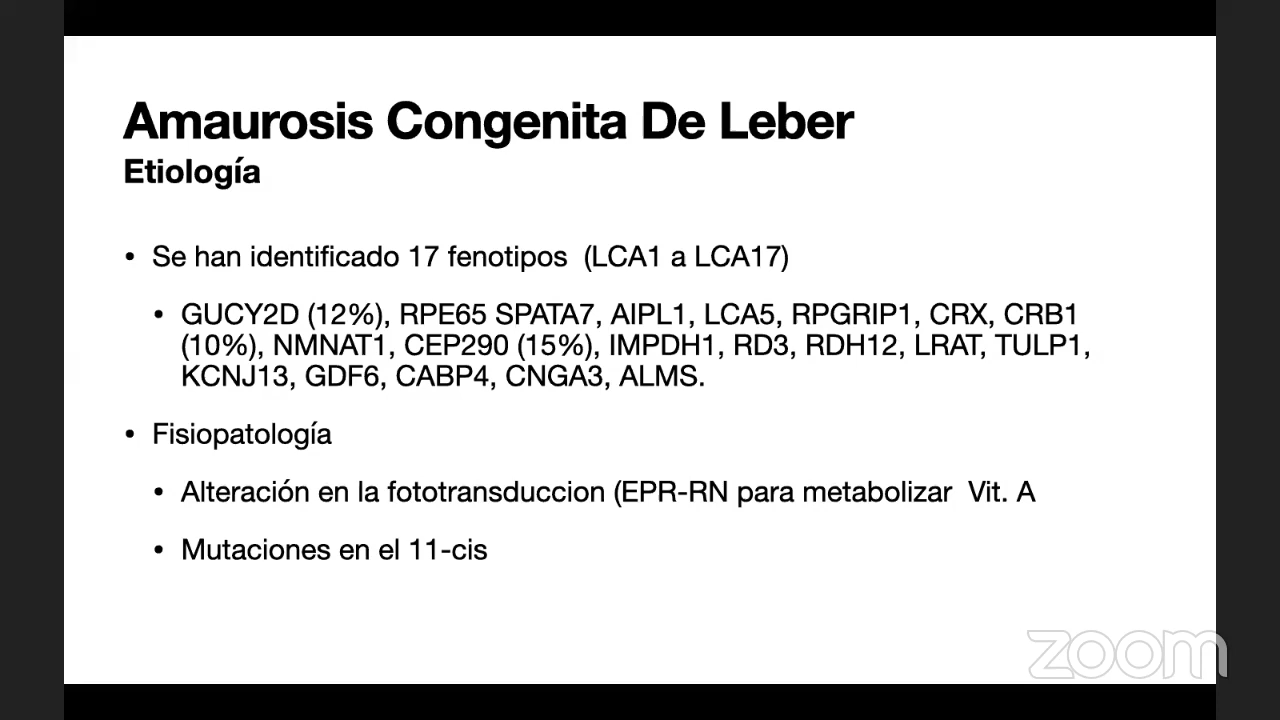 Amaurosis Congenita De Leber
Etiología
• Se han identificado 17 fenotipos (LCA1 a LCA17)
• GUCY2D (12%), RPE65 SPATA7, AIPL1, LCA5, RPGRIP1, CRX, CRB1
(10%), NMNAT1, CEP290 (15%), IMPDH1, RD3, RDH12, LRAT, TULP1,
KCNJ13, GDF6, CABP4, CNGA3, ALMS.
• Fisiopatología
• Alteración en la fototransduccion (EPR-RN para metabolizar Vit. A
• Mutaciones en el 11-cis
zoom